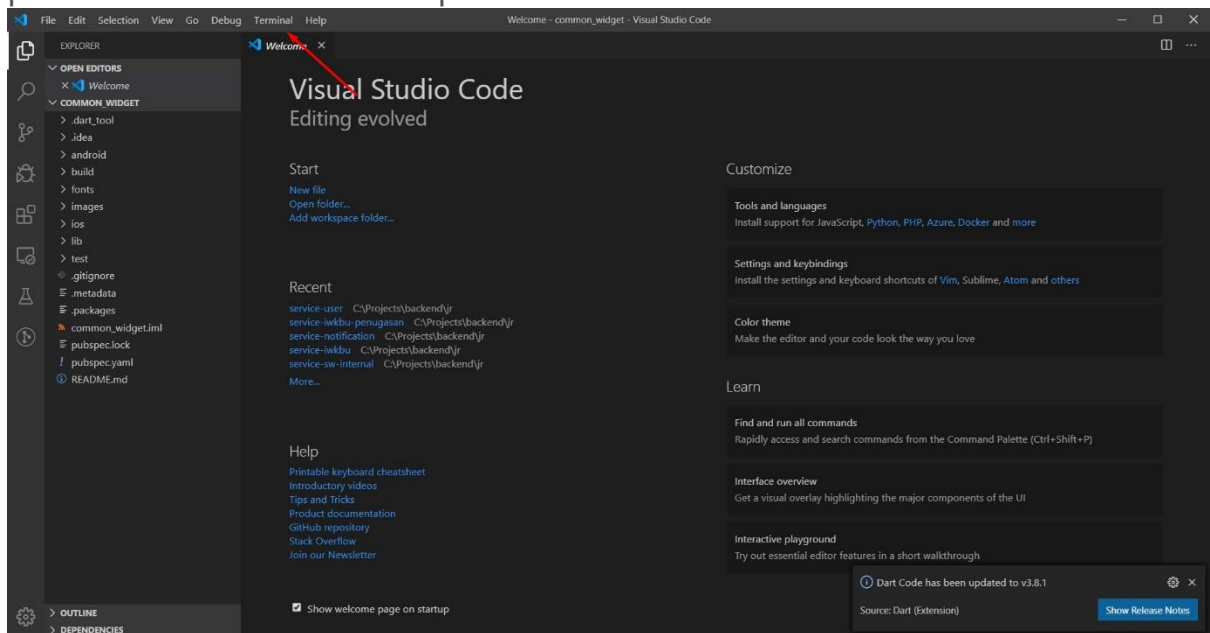 File Edit Selection View Go Debug Terminal Help
Welcome - common_widget - Visual Studio Code
EXPLORER
OPEN EDITORS
Welcome
COMMON_WIDGET
.dart_tool
.idea
android
build
fonts
images
ios
lib
test
.gitignore
.metadata
.packages
common_widget.iml
pubspec.lock
pubspec.yaml
README.md
OUTLINE
DEPENDENCIES
Welcome
Visual Studio Code
Editing evolved
Start
New file
Open folder...
Add workspace folder...
Recent
service-user C:\Projects\backend\jr
service-iwkbu-penugasan C:\Projects\backend\jr
service-notification C:\Projects\backend\jr
service-iwkbu C:\Projects\backend\jr
service-sw-internal C:\Projects\backend\jr
More...
Help
Printable keyboard cheatsheet
Introductory videos
Tips and Tricks
Product documentation
GitHub repository
Stack Overflow
Join our Newsletter
Show welcome page on startup
Customize
Tools and languages
Install support for JavaScript, Python, PHP, Azure, Docker and more
Settings and keybindings
Install the settings and keyboard shortcuts of Vim, Sublime, Atom and others
Color theme
Make the editor and your code look the way you love
Learn
Find and run all commands
Rapidly access and search commands from the Command Palette (Ctrl+Shift+P)
Interface overview
Get a visual overlay highlighting the major components of the UI
Interactive playground
Try out essential editor features in a short walkthrough
Dart Code has been updated to v3.8.1
Source: Dart (Extension)
Show Release Notes